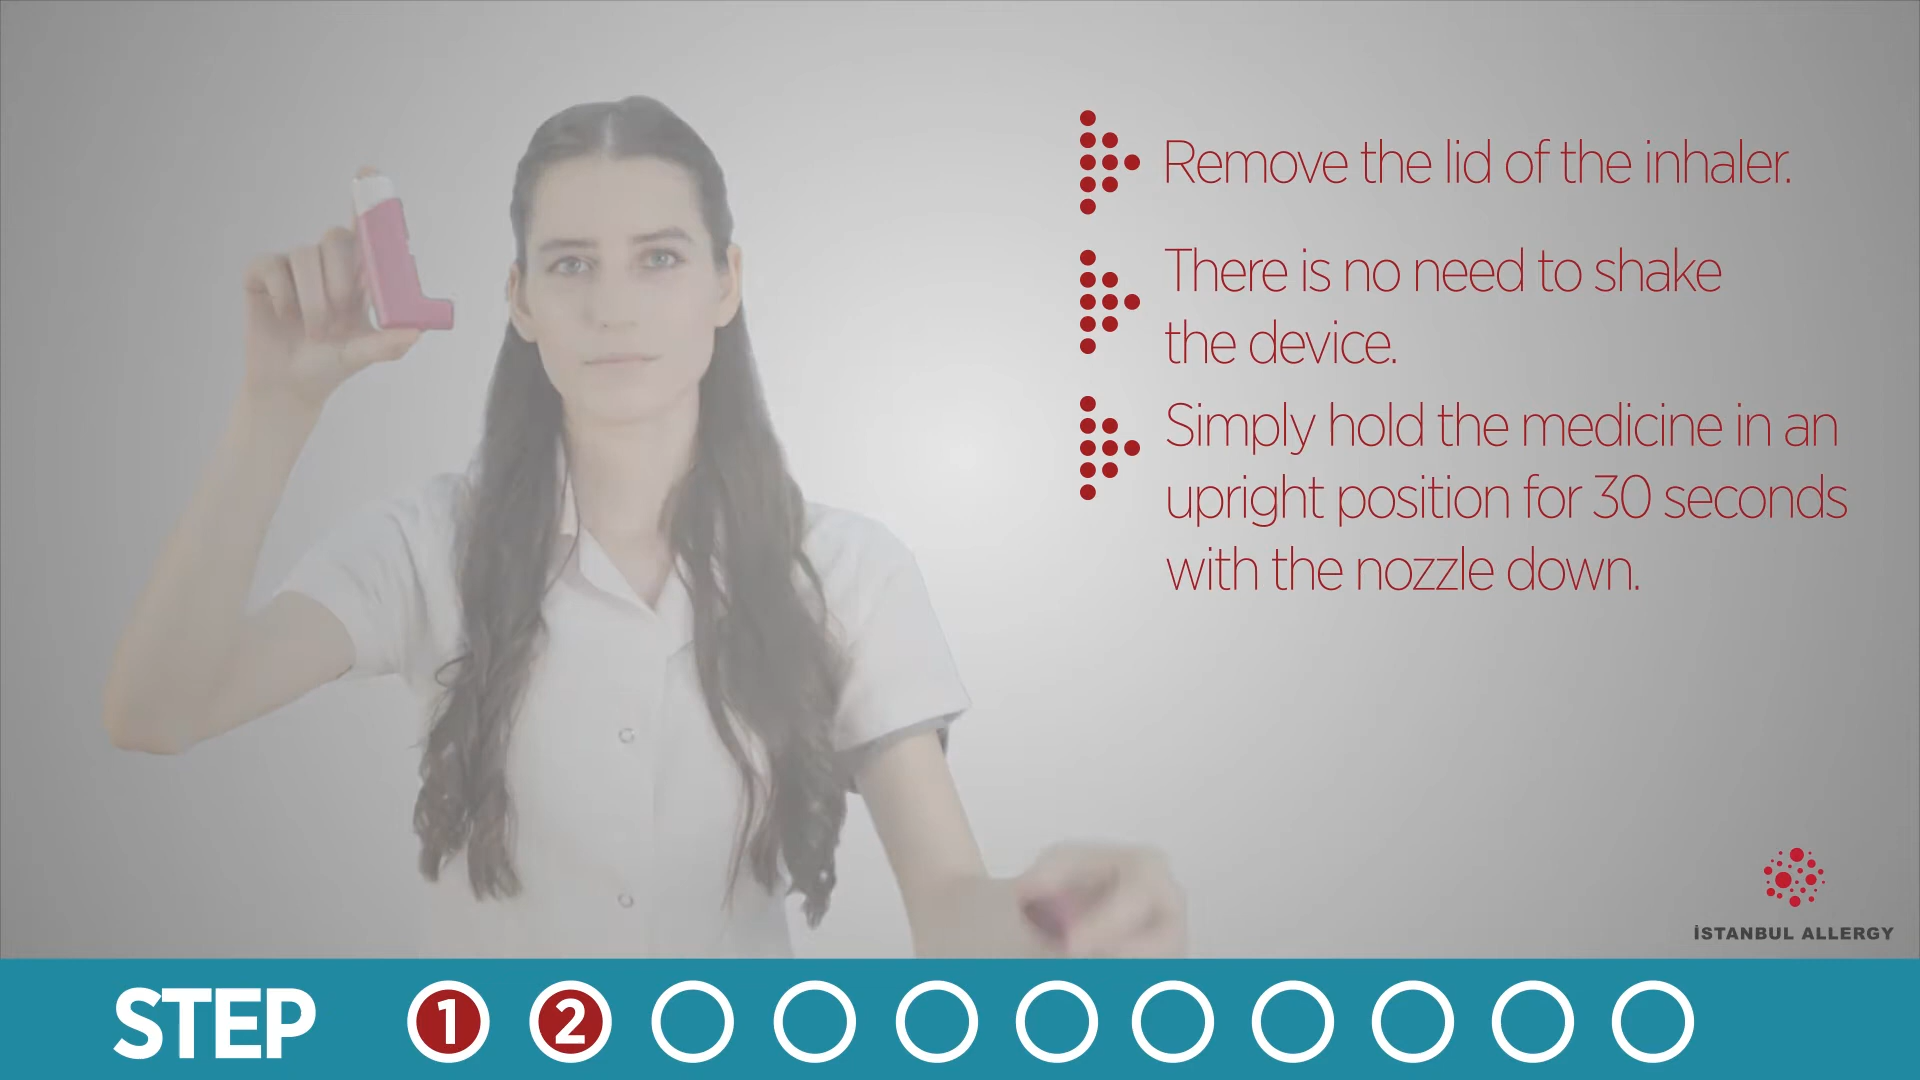 Remove the lid of the inhaler.
There is no need to shake
the device.
Simply hold the medicine in an
upright position for 30 seconds
with the nozzle down.
İSTANBUL ALLERGY
STEP 1 2